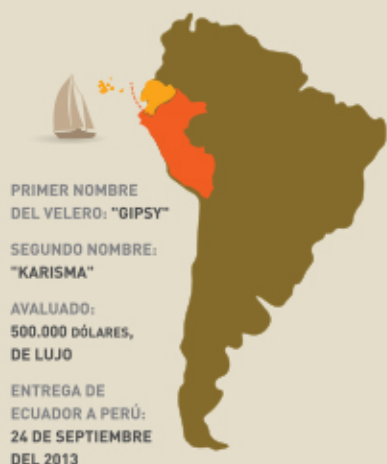 PRIMER NOMBRE
DEL VELERO: "GIPSY"
SEGUNDO NOMBRE:
"KARISMA"
AVALUADO:
500.000 DÓLARES,
DE LUJO
ENTREGA DE
ECUADOR A PERÚ:
24 DE SEPTIEMBRE
DEL 2013